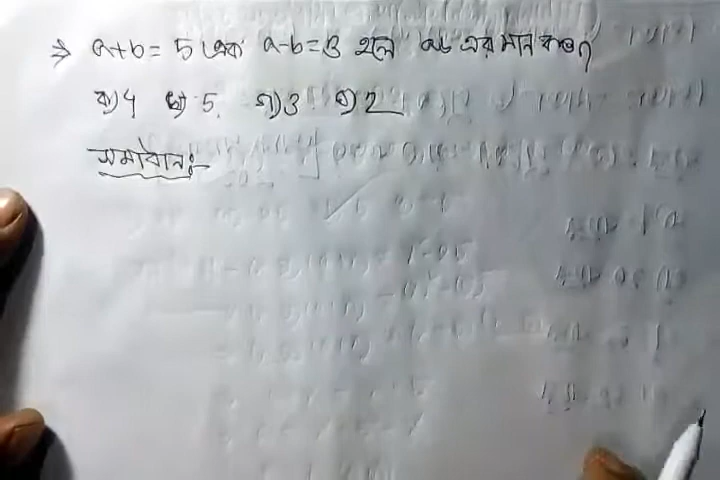 ⇒ a+b = 5 এবং a-b = 3 হলে ab এর মান কত?
ক) 4 খ) 5. গ) 3 ঘ) 2
সমাধান:-